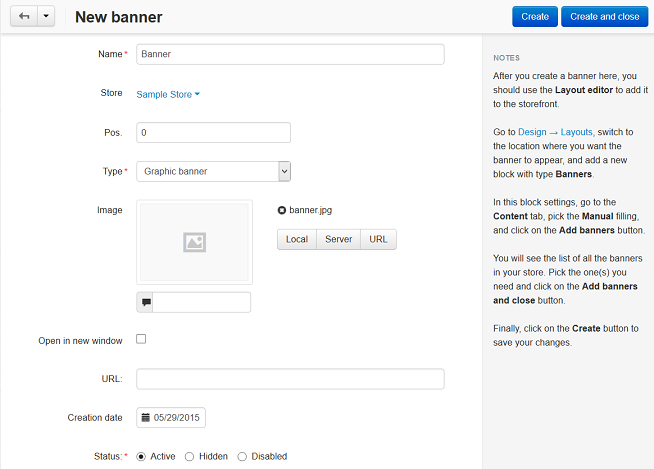 New banner
Create
Create and close
Name*
Banner
Store
Sample Store
Pos.
0
Type*
Graphic banner
Image
banner.jpg
Local
Server
URL
Open in new window
URL:
Creation date
05/29/2015
Status:*
Active
Hidden
Disabled
NOTES
After you create a banner here, you
should use the Layout editor to add it
to the storefront.
Go to Design → Layouts, switch to
the location where you want the
banner to appear, and add a new
block with type Banners.
In this block settings, go to the
Content tab, pick the Manual filling,
and click on the Add banners button.
You will see the list of all the banners
in your store. Pick the one(s) you
need and click on the Add banners
and close button.
Finally, click on the Create button to
save your changes.